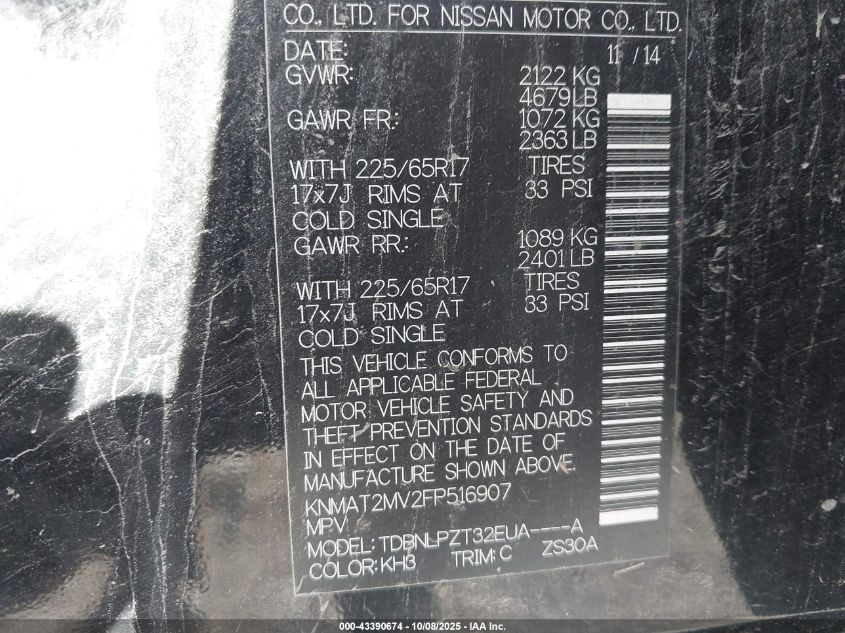 CO., LTD. FOR NISSAN MOTOR CO., LTD.
DATE: 11 / 14
GVWR: 2122 KG
4679 LB
GAWR FR.: 1072 KG
2363 LB
WITH 225/65R17 TIRES
17x7J RIMS AT 33 PSI
COLD SINGLE
GAWR RR.: 1089 KG
2401 LB
WITH 225/65R17 TIRES
17x7J RIMS AT 33 PSI
COLD SINGLE
THIS VEHICLE CONFORMS TO
ALL APPLICABLE FEDERAL
MOTOR VEHICLE SAFETY AND
THEFT PREVENTION STANDARDS
IN EFFECT ON THE DATE OF
MANUFACTURE SHOWN ABOVE.
KNMAT2MV2FP516907
MPV
MODEL: TDBNLPZT32EUA----A
COLOR: KH3 TRIM: C ZS30A
000-43390674 - 10/08/2025 - IAA Inc.